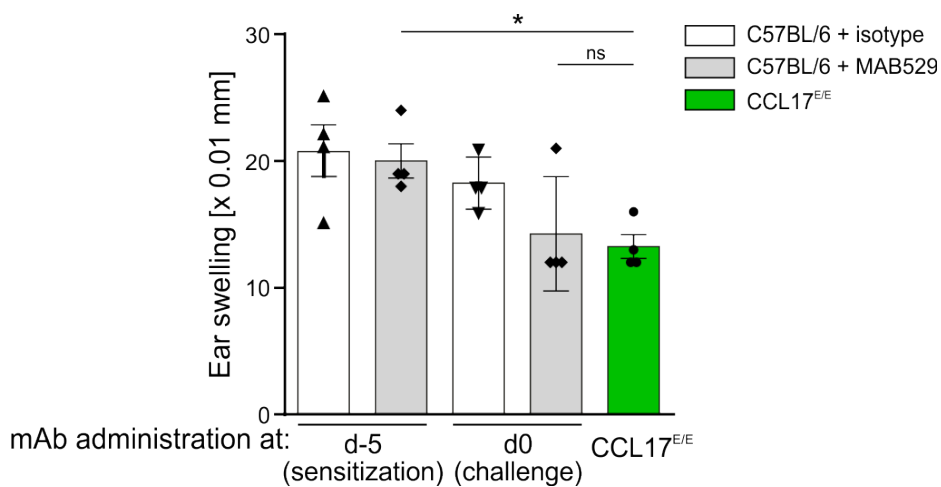 *
ns
C57BL/6 + isotype
C57BL/6 + MAB529
CCL17E/E
Ear swelling [x 0.01 mm]
30
20
10
0
mAb administration at:
d-5
(sensitization)
d0
(challenge)
CCL17E/E